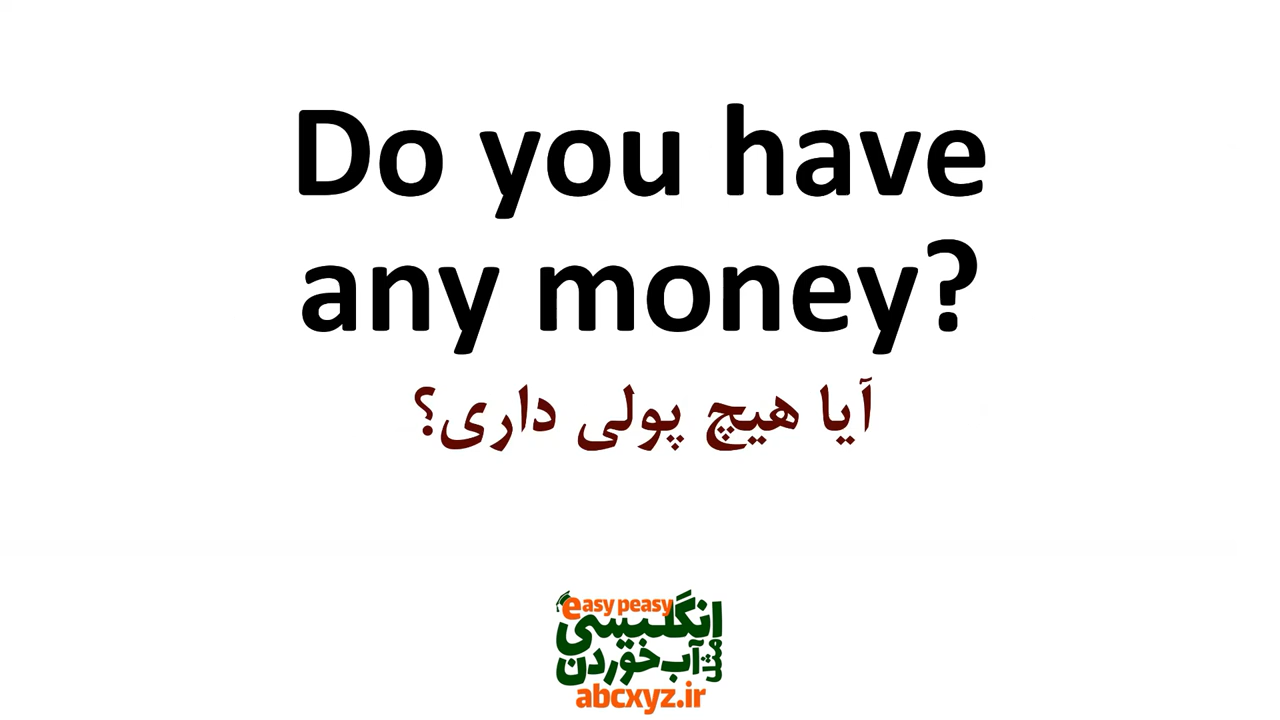 Do you have
any money?
آیا هیچ پولی داری؟
easy peasy
انگلیسی
مثل آب خوردن
abcxyz.ir